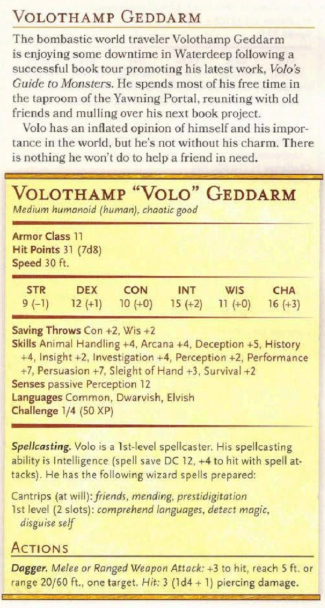 VOLOTHAMP GEDDARM
The bombastic world traveler Volothamp Geddarm
is enjoying some downtime in Waterdeep following a
successful book tour promoting his latest work, Volo's
Guide to Monsters. He spends most of his free time in
the taproom of the Yawning Portal, reuniting with old
friends and mulling over his next book project.
Volo has an inflated opinion of himself and his impor-
tance in the world, but he's not without his charm. There
is nothing he won't do to help a friend in need.
VOLOTHAMP “VOLO” GEDDARM
Medium humanoid (human), chaotic good
Armor Class 11
Hit Points 31 (7d8)
Speed 30 ft.
STR DEX CON INT WIS CHA
9 (−1) 12 (+1) 10 (+0) 15 (+2) 11 (+0) 16 (+3)
Saving Throws Con +2, Wis +2
Skills Animal Handling +4, Arcana +4, Deception +5, History
+4, Insight +2, Investigation +4, Perception +2, Performance
+7, Persuasion +7, Sleight of Hand +3, Survival +2
Senses passive Perception 12
Languages Common, Dwarvish, Elvish
Challenge 1/4 (50 XP)
Spellcasting. Volo is a 1st-level spellcaster. His spellcasting
ability is Intelligence (spell save DC 12, +4 to hit with spell at-
tacks). He has the following wizard spells prepared:
Cantrips (at will): friends, mending, prestidigitation
1st level (2 slots): comprehend languages, detect magic,
disguise self
ACTIONS
Dagger. Melee or Ranged Weapon Attack: +3 to hit, reach 5 ft. or
range 20/60 ft., one target. Hit: 3 (1d4 + 1) piercing damage.